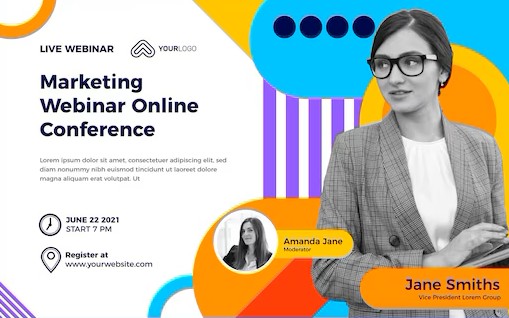 LIVE WEBINAR
YOURLOGO
Marketing
Webinar Online
Conference
Lorem ipsum dolor sit amet, consectetuer adipiscing elit, sed diam
nonummy nibh euismod tincidunt ut laoreet dolore
magna aliquam erat volutpat. Ut
JUNE 22 2021
START 7 PM
Register at
www.yourwebsite.com
Amanda Jane
Moderator
Jane Smiths
Vice President Lorem Group